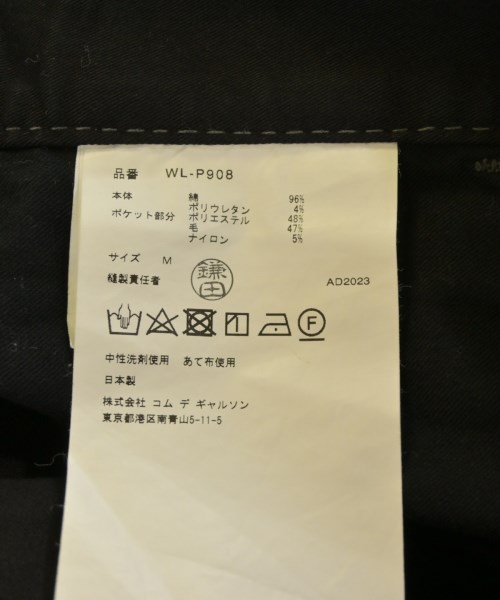 品番 WL-P908
本体 綿 96%
ポリウレタン 4%
ポケット部分 ポリエステル 48%
毛 47%
ナイロン 5%
サイズ M
縫製責任者 鎌田 AD2023
F
中性洗剤使用 あて布使用
日本製
株式会社 コム デ ギャルソン
東京都港区南青山5-11-5